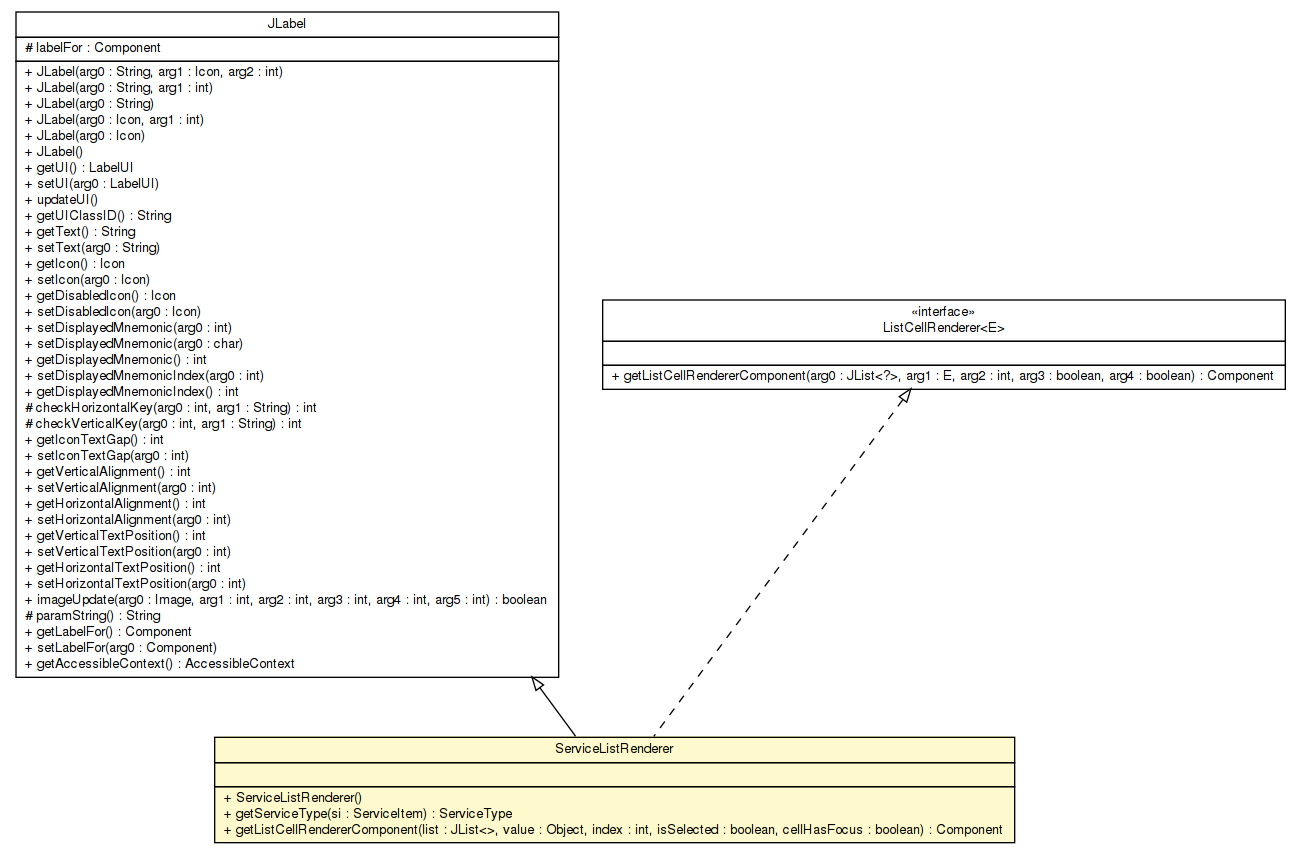 JLabel
# labelFor : Component
+ JLabel(arg0 : String, arg1 : Icon, arg2 : int)
+ JLabel(arg0 : String, arg1 : int)
+ JLabel(arg0 : String)
+ JLabel(arg0 : Icon, arg1 : int)
+ JLabel(arg0 : Icon)
+ JLabel()
+ getUI() : LabelUI
+ setUI(arg0 : LabelUI)
+ updateUI()
+ getUIClassID() : String
+ getText() : String
+ setText(arg0 : String)
+ getIcon() : Icon
+ setIcon(arg0 : Icon)
+ getDisabledIcon() : Icon
+ setDisabledIcon(arg0 : Icon)
+ setDisplayedMnemonic(arg0 : int)
+ setDisplayedMnemonic(arg0 : char)
+ getDisplayedMnemonic() : int
+ setDisplayedMnemonicIndex(arg0 : int)
+ getDisplayedMnemonicIndex() : int
# checkHorizontalKey(arg0 : int, arg1 : String) : int
# checkVerticalKey(arg0 : int, arg1 : String) : int
+ getIconTextGap() : int
+ setIconTextGap(arg0 : int)
+ getVerticalAlignment() : int
+ setVerticalAlignment(arg0 : int)
+ getHorizontalAlignment() : int
+ setHorizontalAlignment(arg0 : int)
+ getVerticalTextPosition() : int
+ setVerticalTextPosition(arg0 : int)
+ getHorizontalTextPosition() : int
+ setHorizontalTextPosition(arg0 : int)
+ imageUpdate(arg0 : Image, arg1 : int, arg2 : int, arg3 : int, arg4 : int, arg5 : int) : boolean
# paramString() : String
+ getLabelFor() : Component
+ setLabelFor(arg0 : Component)
+ getAccessibleContext() : AccessibleContext
«interface»
ListCellRenderer<E>
+ getListCellRendererComponent(arg0 : JList<?>, arg1 : E, arg2 : int, arg3 : boolean, arg4 : boolean) : Component
ServiceListRenderer
+ ServiceListRenderer()
+ getServiceType(si : ServiceItem) : ServiceType
+ getListCellRendererComponent(list : JList<>, value : Object, index : int, isSelected : boolean, cellHasFocus : boolean) : Component